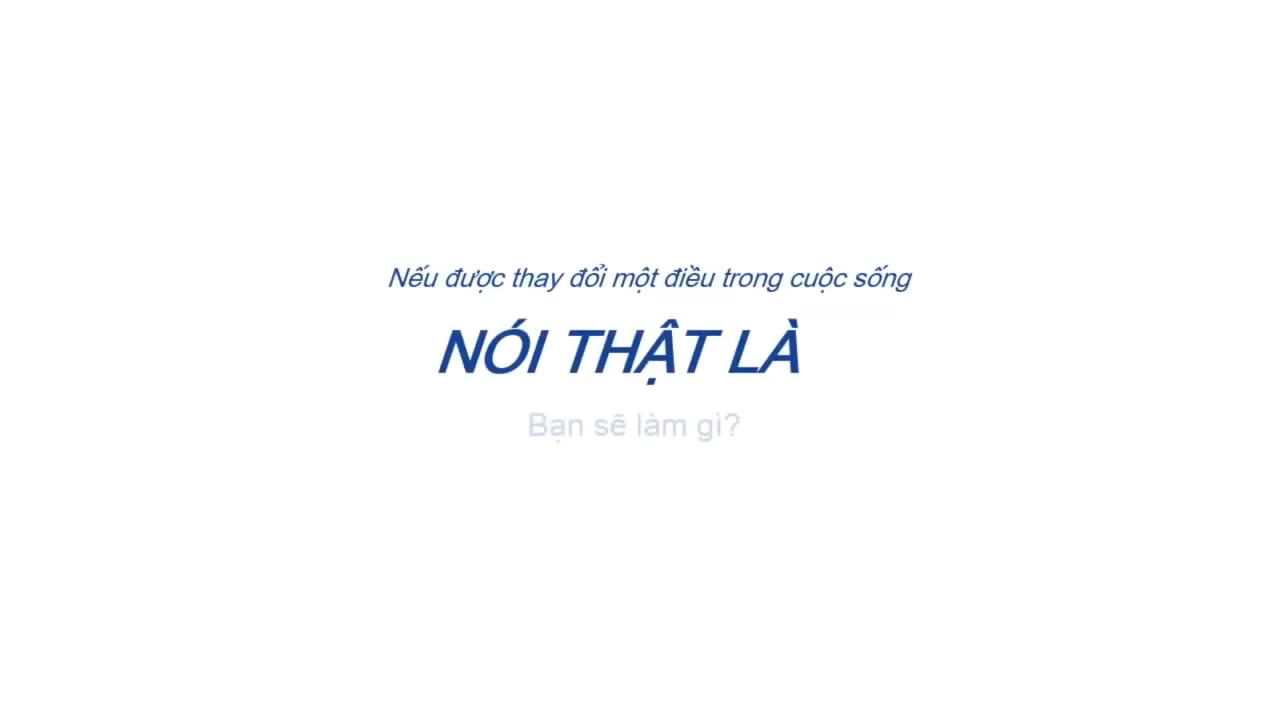 Nếu được thay đổi một điều trong cuộc sống
NÓI THẬT LÀ
Bạn sẽ làm gì?